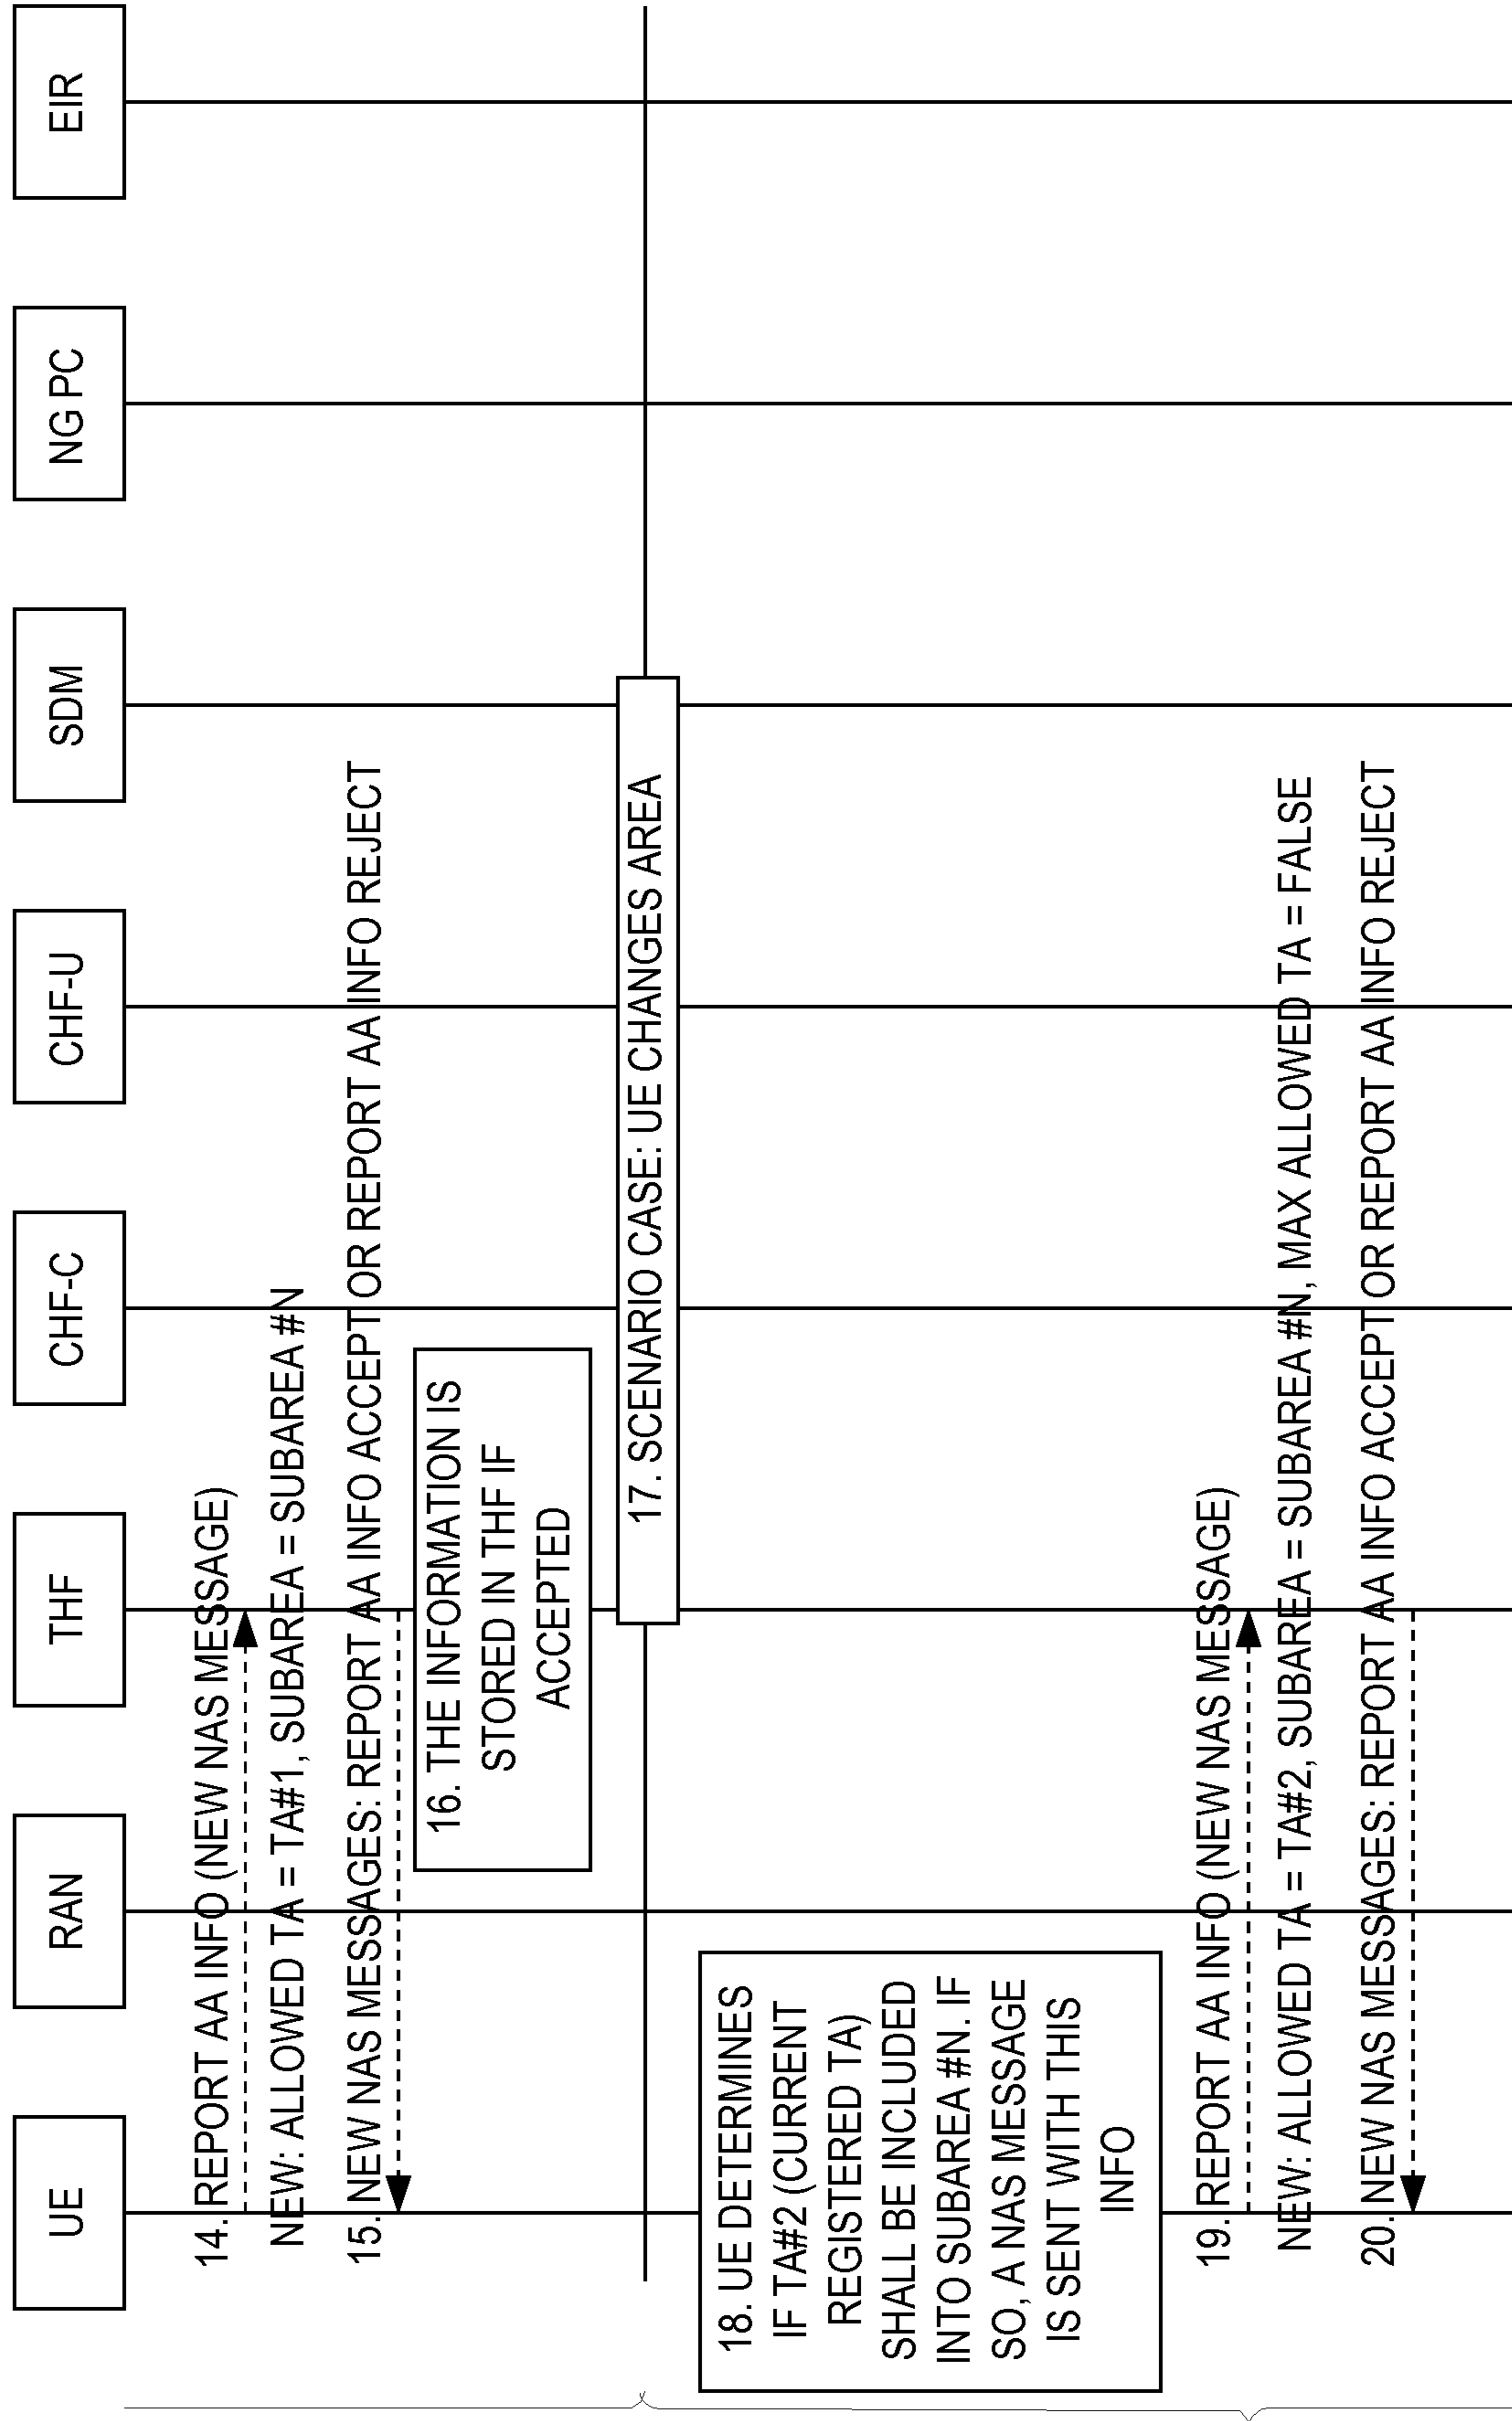 UE
RAN
THF
CHF-C
CHF-U
SDM
NG PC
EIR
14. REPORT AA INFO (NEW NAS MESSAGE)
NEW: ALLOWED TA = TA#1, SUBAREA = SUBAREA #N
15. NEW NAS MESSAGES: REPORT AA INFO ACCEPT OR REPORT AA INFO REJECT
16. THE INFORMATION IS
STORED IN THF IF
ACCEPTED
17. SCENARIO CASE: UE CHANGES AREA
18. UE DETERMINES
IF TA#2 (CURRENT
REGISTERED TA)
SHALL BE INCLUDED
INTO SUBAREA #N. IF
SO, A NAS MESSAGE
IS SENT WITH THIS
INFO
19. REPORT AA INFO (NEW NAS MESSAGE)
NEW: ALLOWED TA = TA#2, SUBAREA = SUBAREA #N, MAX ALLOWED TA = FALSE
20. NEW NAS MESSAGES: REPORT AA INFO ACCEPT OR REPORT AA INFO REJECT